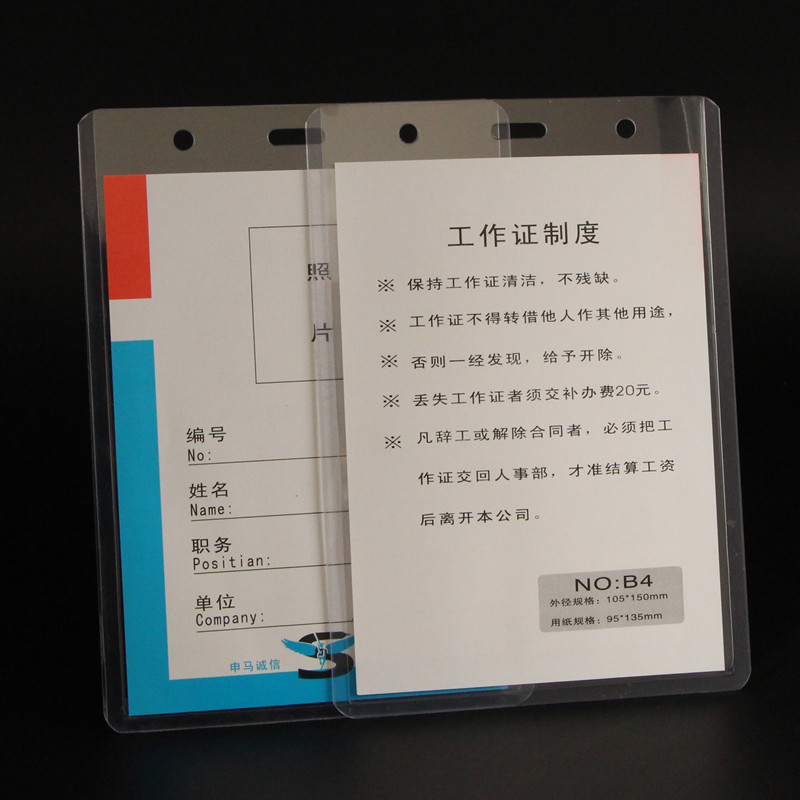 照
片
编号
No:
姓名
Name:
职务
Positian:
单位
Company:
申马诚信
S
工作证制度
※ 保持工作证清洁，不残缺。
※ 工作证不得转借他人作其他用途，
※ 否则一经发现，给予开除。
※ 丢失工作证者须交补办费20元。
※ 凡辞工或解除合同者，必须把工
作证交回人事部，才准结算工资
后离开本公司。
NO:B4
外径规格：105*150mm
用纸规格：95*135mm